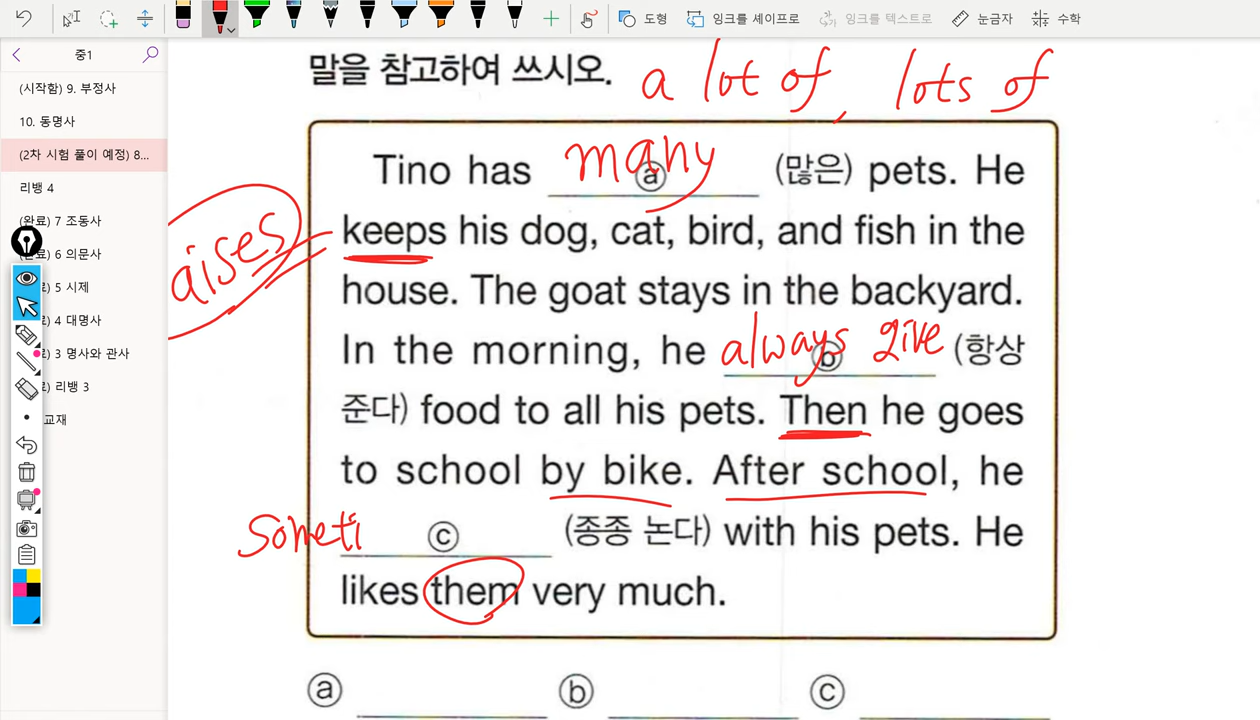 도형
잉크를 셰이프로
잉크를 텍스트로
눈금자
수학
중1
(시작함) 9. 부정사
10. 동명사
(2차 시험 풀이 예정) 8...
리뱅 4
(완료) 7 조동사
료) 6 의문사
료) 5 시제
료) 4 대명사
료) 3 명사와 관사
료) 리뱅 3
교재
말을 참고하여 쓰시오. a lot of, lots of
Tino has many ⓐ (많은) pets. He
aises keeps his dog, cat, bird, and fish in the
house. The goat stays in the backyard.
In the morning, he always give ⓑ (항상
준다) food to all his pets. Then he goes
to school by bike. After school, he
Someti ⓒ (종종 논다) with his pets. He
likes them very much.
ⓐ ⓑ ⓒ